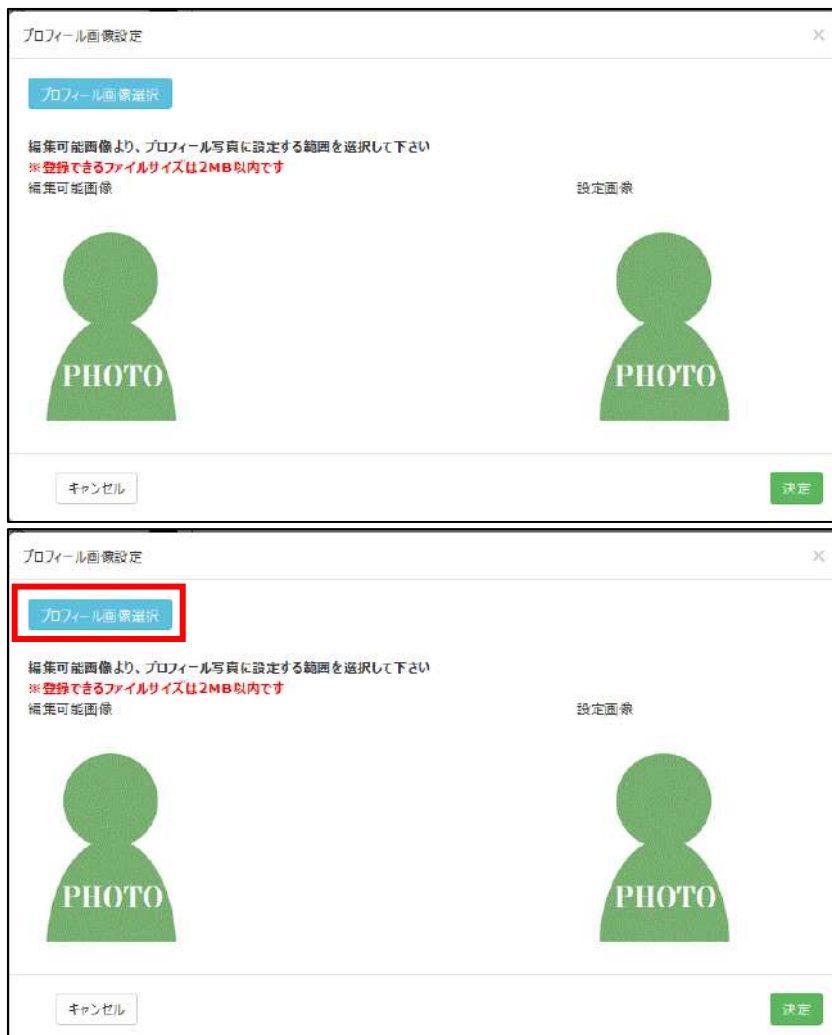 プロフィール画像設定 ×
プロフィール画像選択
編集可能画像より、プロフィール写真に設定する範囲を選択して下さい
※登録できるファイルサイズは2MB以内です
編集可能画像 設定画像
PHOTO PHOTO
キャンセル 決定
プロフィール画像設定 ×
プロフィール画像選択
編集可能画像より、プロフィール写真に設定する範囲を選択して下さい
※登録できるファイルサイズは2MB以内です
編集可能画像 設定画像
PHOTO PHOTO
キャンセル 決定